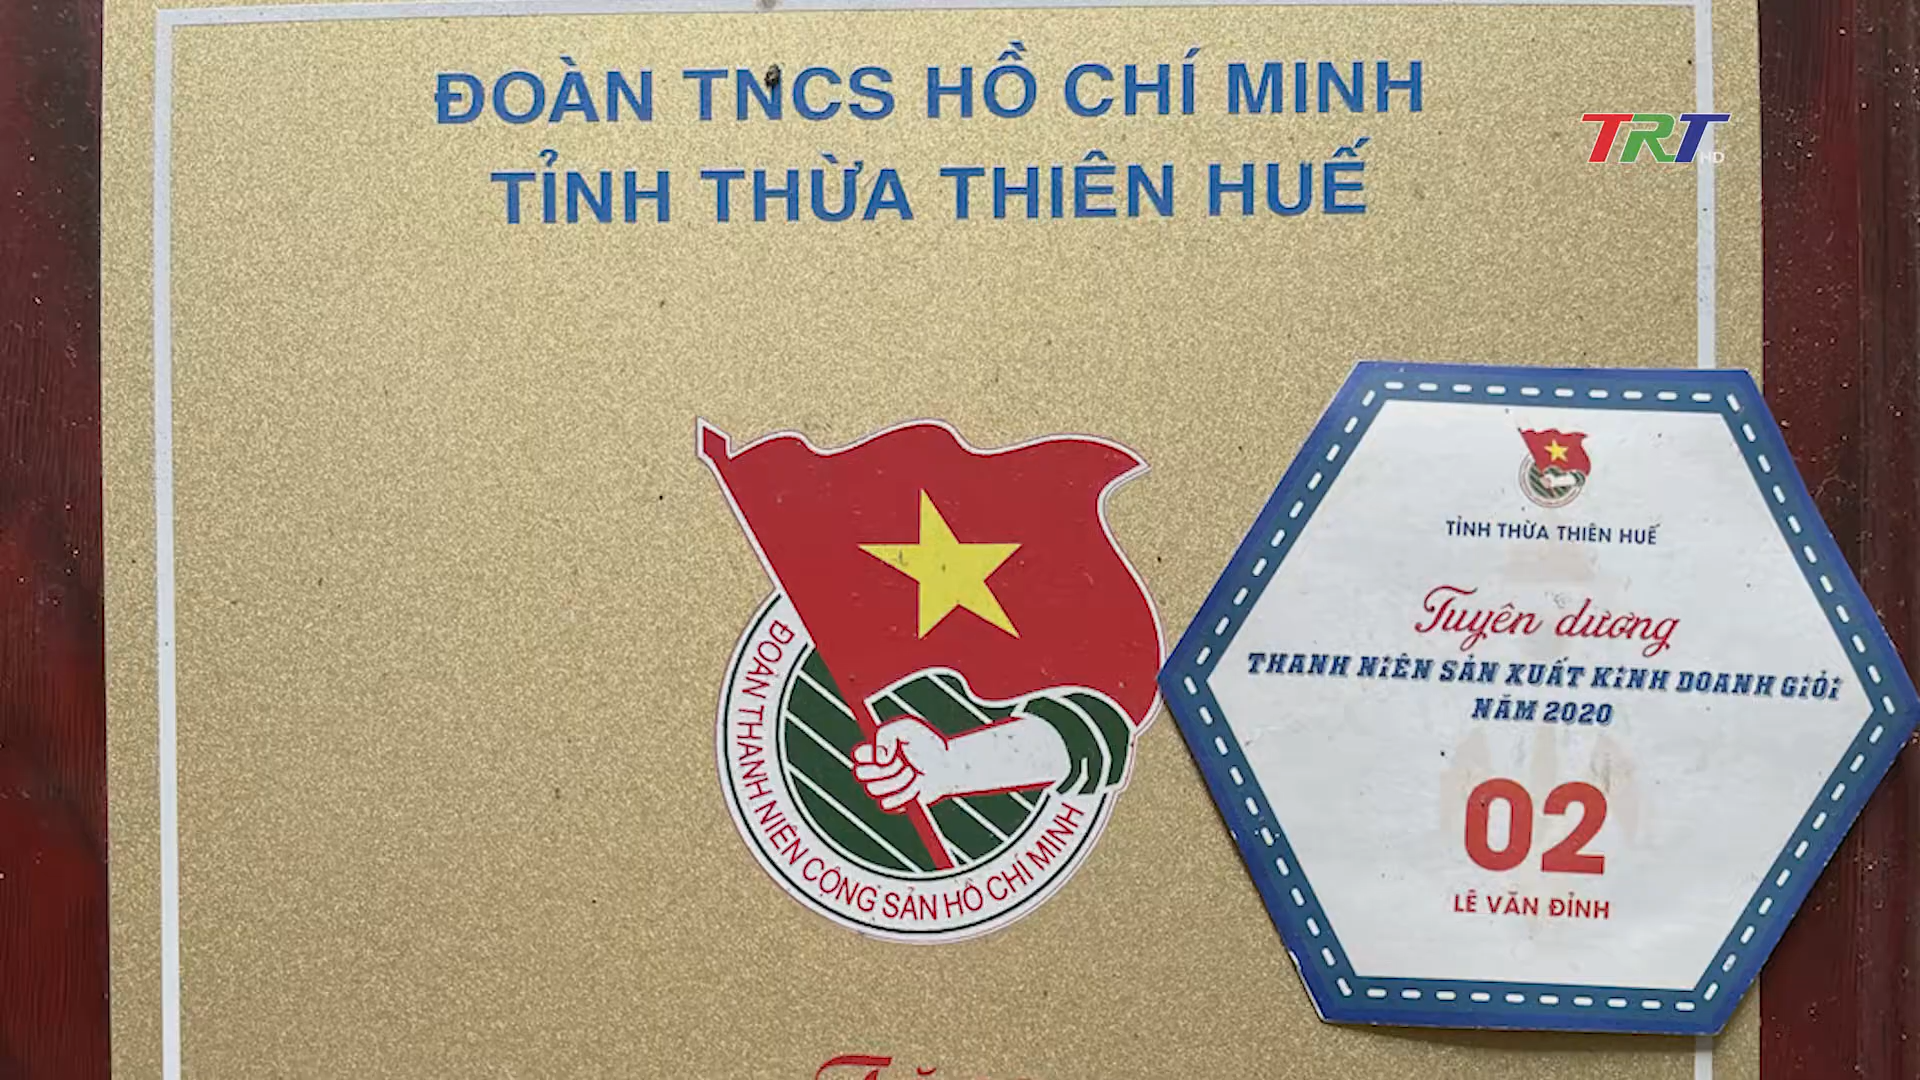 ĐOÀN TNCS HỒ CHÍ MINH
TỈNH THỪA THIÊN HUẾ
TRT HD
ĐOÀN THANH NIÊN CỘNG SẢN HỒ CHÍ MINH
TỈNH THỪA THIÊN HUẾ
Tuyên dương
THANH NIÊN SẢN XUẤT KINH DOANH GIỎI
NĂM 2020
02
LÊ VĂN ĐỈNH